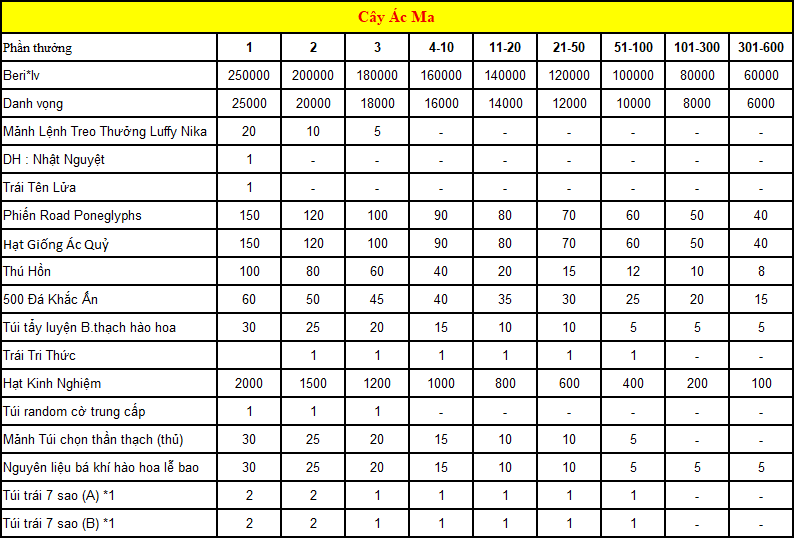 Cây Ác Ma
Phần thưởng 1 2 3 4-10 11-20 21-50 51-100 101-300 301-600
Beri*lv 250000 200000 180000 160000 140000 120000 100000 80000 60000
Danh vọng 25000 20000 18000 16000 14000 12000 10000 8000 6000
Mảnh Lệnh Treo Thưởng Luffy Nika 20 10 5 - - - - - -
DH : Nhật Nguyệt 1 - - - - - - - -
Trái Tên Lửa 1 - - - - - - - -
Phiến Road Poneglyphs 150 120 100 90 80 70 60 50 40
Hạt Giống Ác Quỷ 150 120 100 90 80 70 60 50 40
Thú Hồn 100 80 60 40 20 15 12 10 8
500 Đá Khắc Ấn 60 50 45 40 35 30 25 20 15
Túi tẩy luyện B.thạch hào hoa 30 25 20 15 10 10 5 5 5
Trái Tri Thức 1 1 1 1 1 1 - -
Hạt Kinh Nghiệm 2000 1500 1200 1000 800 600 400 200 100
Túi random cờ trung cấp 1 1 1 - - - - - -
Mảnh Túi chọn thần thạch (thủ) 30 25 20 15 10 10 5 - -
Nguyên liệu bá khí hào hoa lễ bao 30 25 20 15 10 10 5 5 5
Túi trái 7 sao (A) *1 2 2 1 1 1 1 1 - -
Túi trái 7 sao (B) *1 2 2 1 1 1 1 1 - -